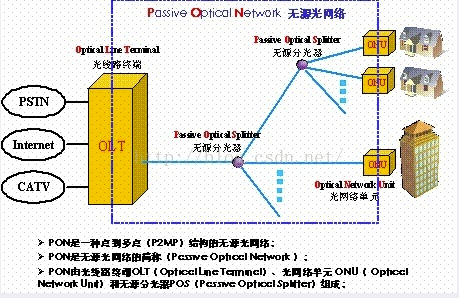 Passive Optical Network 无源光网络
Optical Line Terminal
光线路终端
Passive Optical Splitter
无源分光器
ONU
ONU
PSTN
Internet
CATV
OLT
Passive Optical Splitter
无源分光器
ONU
Optical Network Unit
光网络单元
➢ PON是一种点到多点(P2MP)结构的无源光网络;
➢ PON是无源光网络的简称(Passive Optical Network);
➢ PON由光线路终端OLT(Optical Line Terminal)、光网络单元ONU(Optical
Network Unit)和无源分光器POS(Passive Optical Splitter)组成;